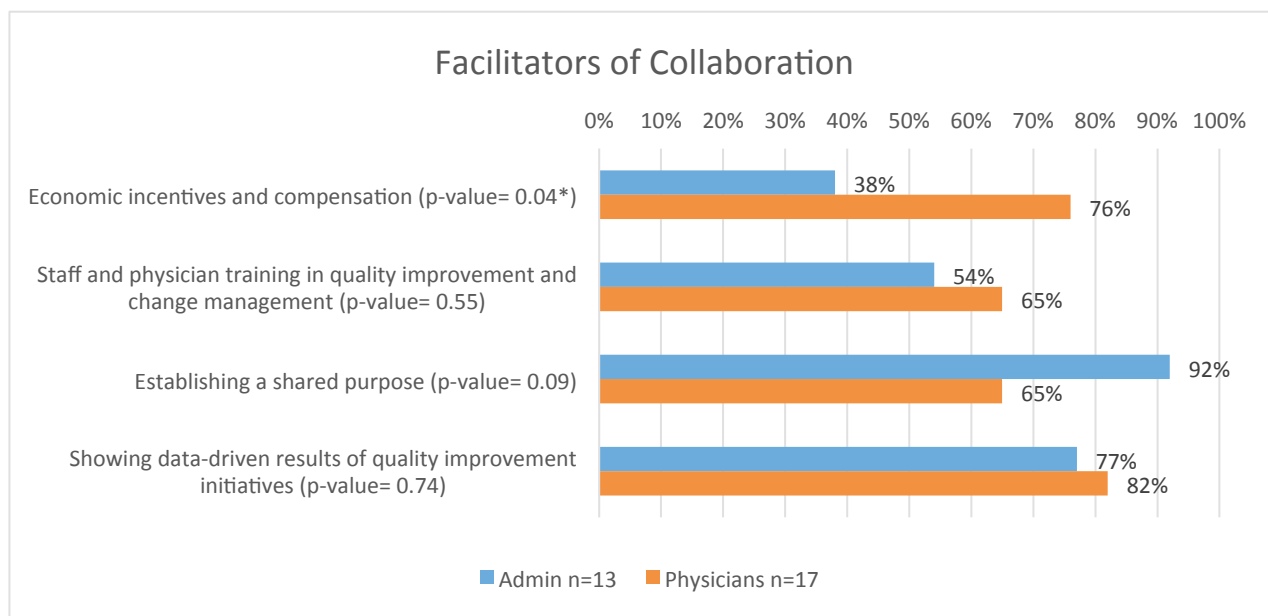 Facilitators of Collaboration
0% 10% 20% 30% 40% 50% 60% 70% 80% 90% 100%
Economic incentives and compensation (p-value= 0.04*)
38%
76%
Staff and physician training in quality improvement and
change management (p-value= 0.55)
54%
65%
Establishing a shared purpose (p-value= 0.09)
92%
65%
Showing data-driven results of quality improvement
initiatives (p-value= 0.74)
77%
82%
Admin n=13 Physicians n=17